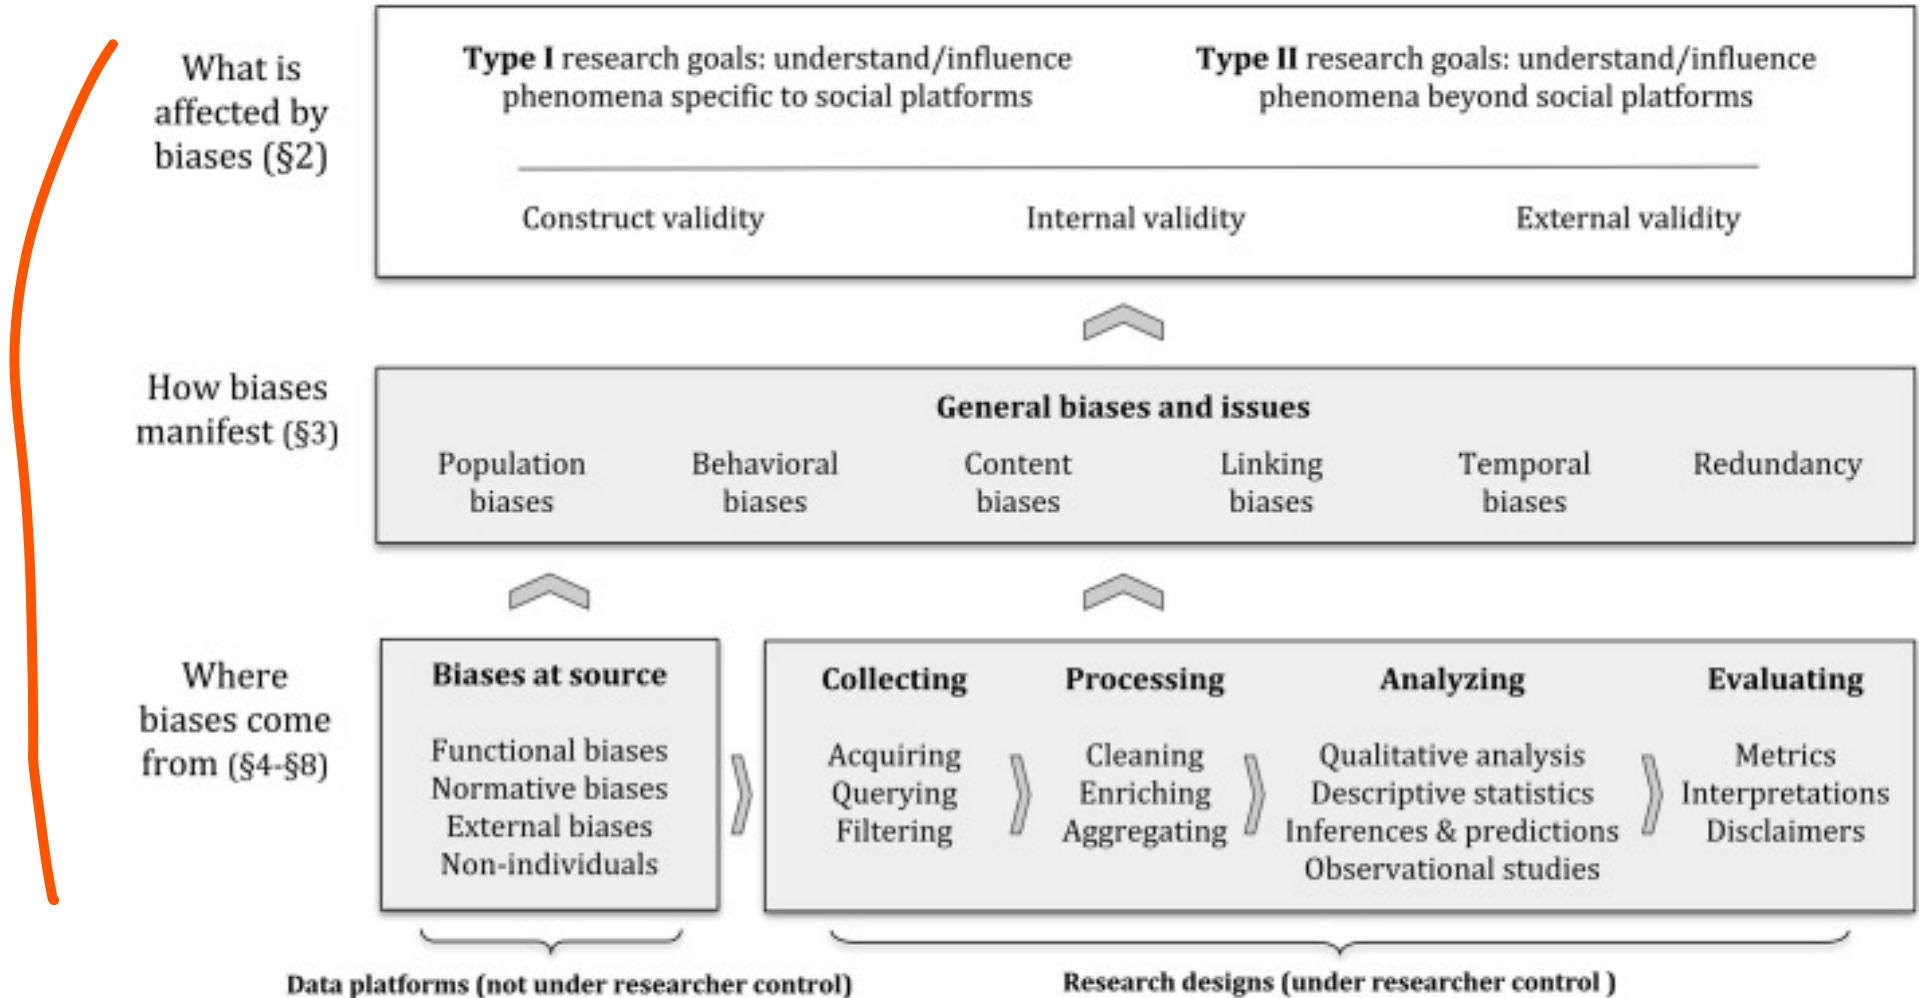 What is
affected by
biases (§2)
Type I research goals: understand/influence
phenomena specific to social platforms
Type II research goals: understand/influence
phenomena beyond social platforms
Construct validity
Internal validity
External validity
How biases
manifest (§3)
General biases and issues
Population
biases
Behavioral
biases
Content
biases
Linking
biases
Temporal
biases
Redundancy
Where
biases come
from (§4-§8)
Biases at source
Functional biases
Normative biases
External biases
Non-individuals
Collecting
Acquiring
Querying
Filtering
Processing
Cleaning
Enriching
Aggregating
Analyzing
Qualitative analysis
Descriptive statistics
Inferences & predictions
Observational studies
Evaluating
Metrics
Interpretations
Disclaimers
Data platforms (not under researcher control)
Research designs (under researcher control )